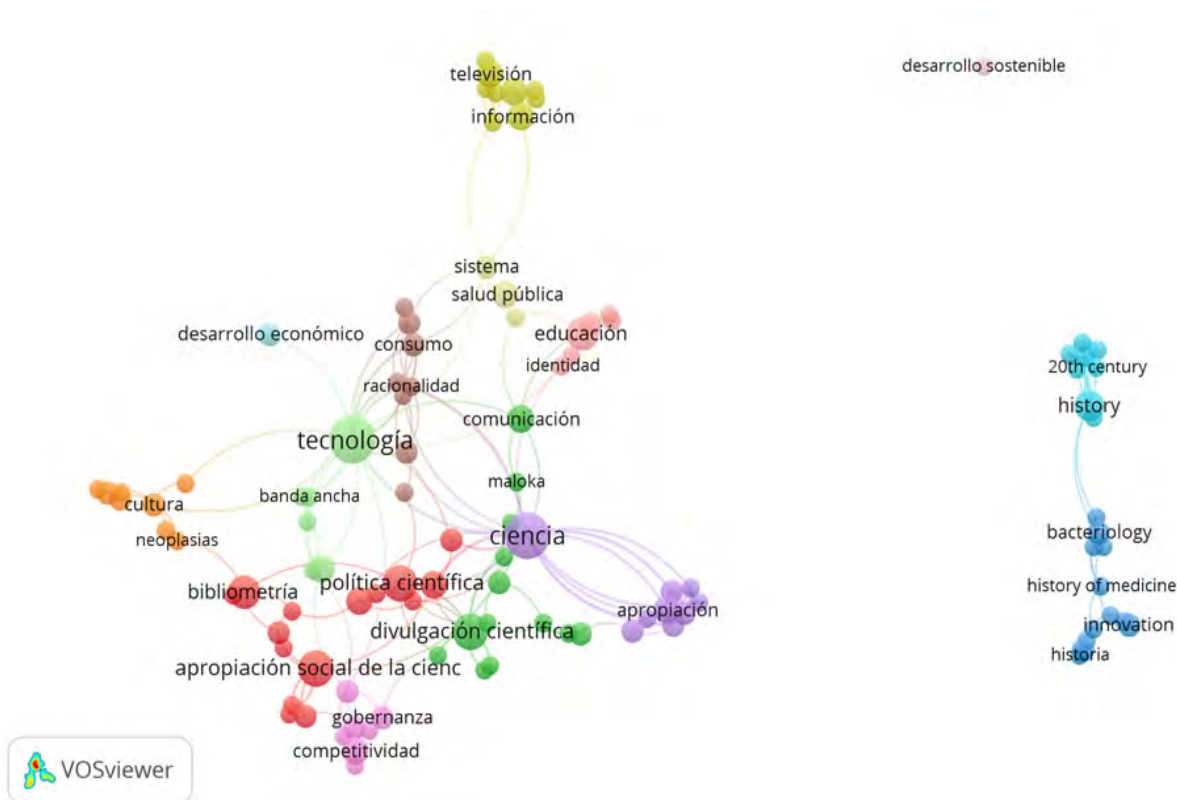 televisión
desarrollo sostenible
información
sistema
salud pública
desarrollo económico
educación
consumo
identidad
20th century
racionalidad
history
comunicación
tecnología
maloka
banda ancha
cultura
ciencia
bacteriology
neoplasias
política científica
history of medicine
bibliometría
apropiación
innovation
divulgación científica
historia
apropiación social de la cienc
gobernanza
competitividad
VOSviewer